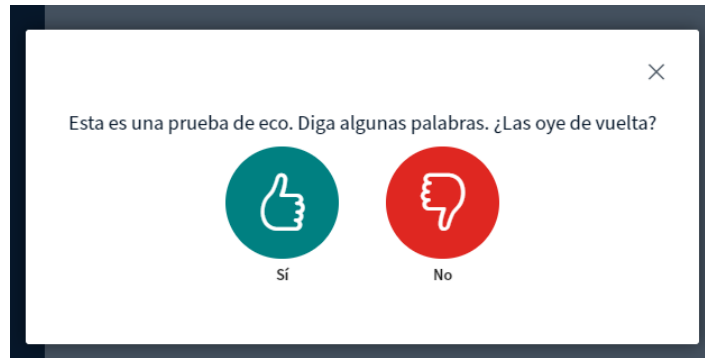 Esta es una prueba de eco. Diga algunas palabras. ¿Las oye de vuelta?
Sí
No